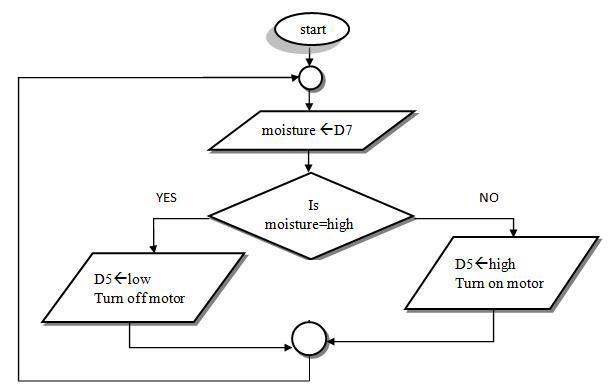 start
moisture ←D7
YES
Is
moisture=high
NO
D5←low
Turn off motor
D5←high
Turn on motor